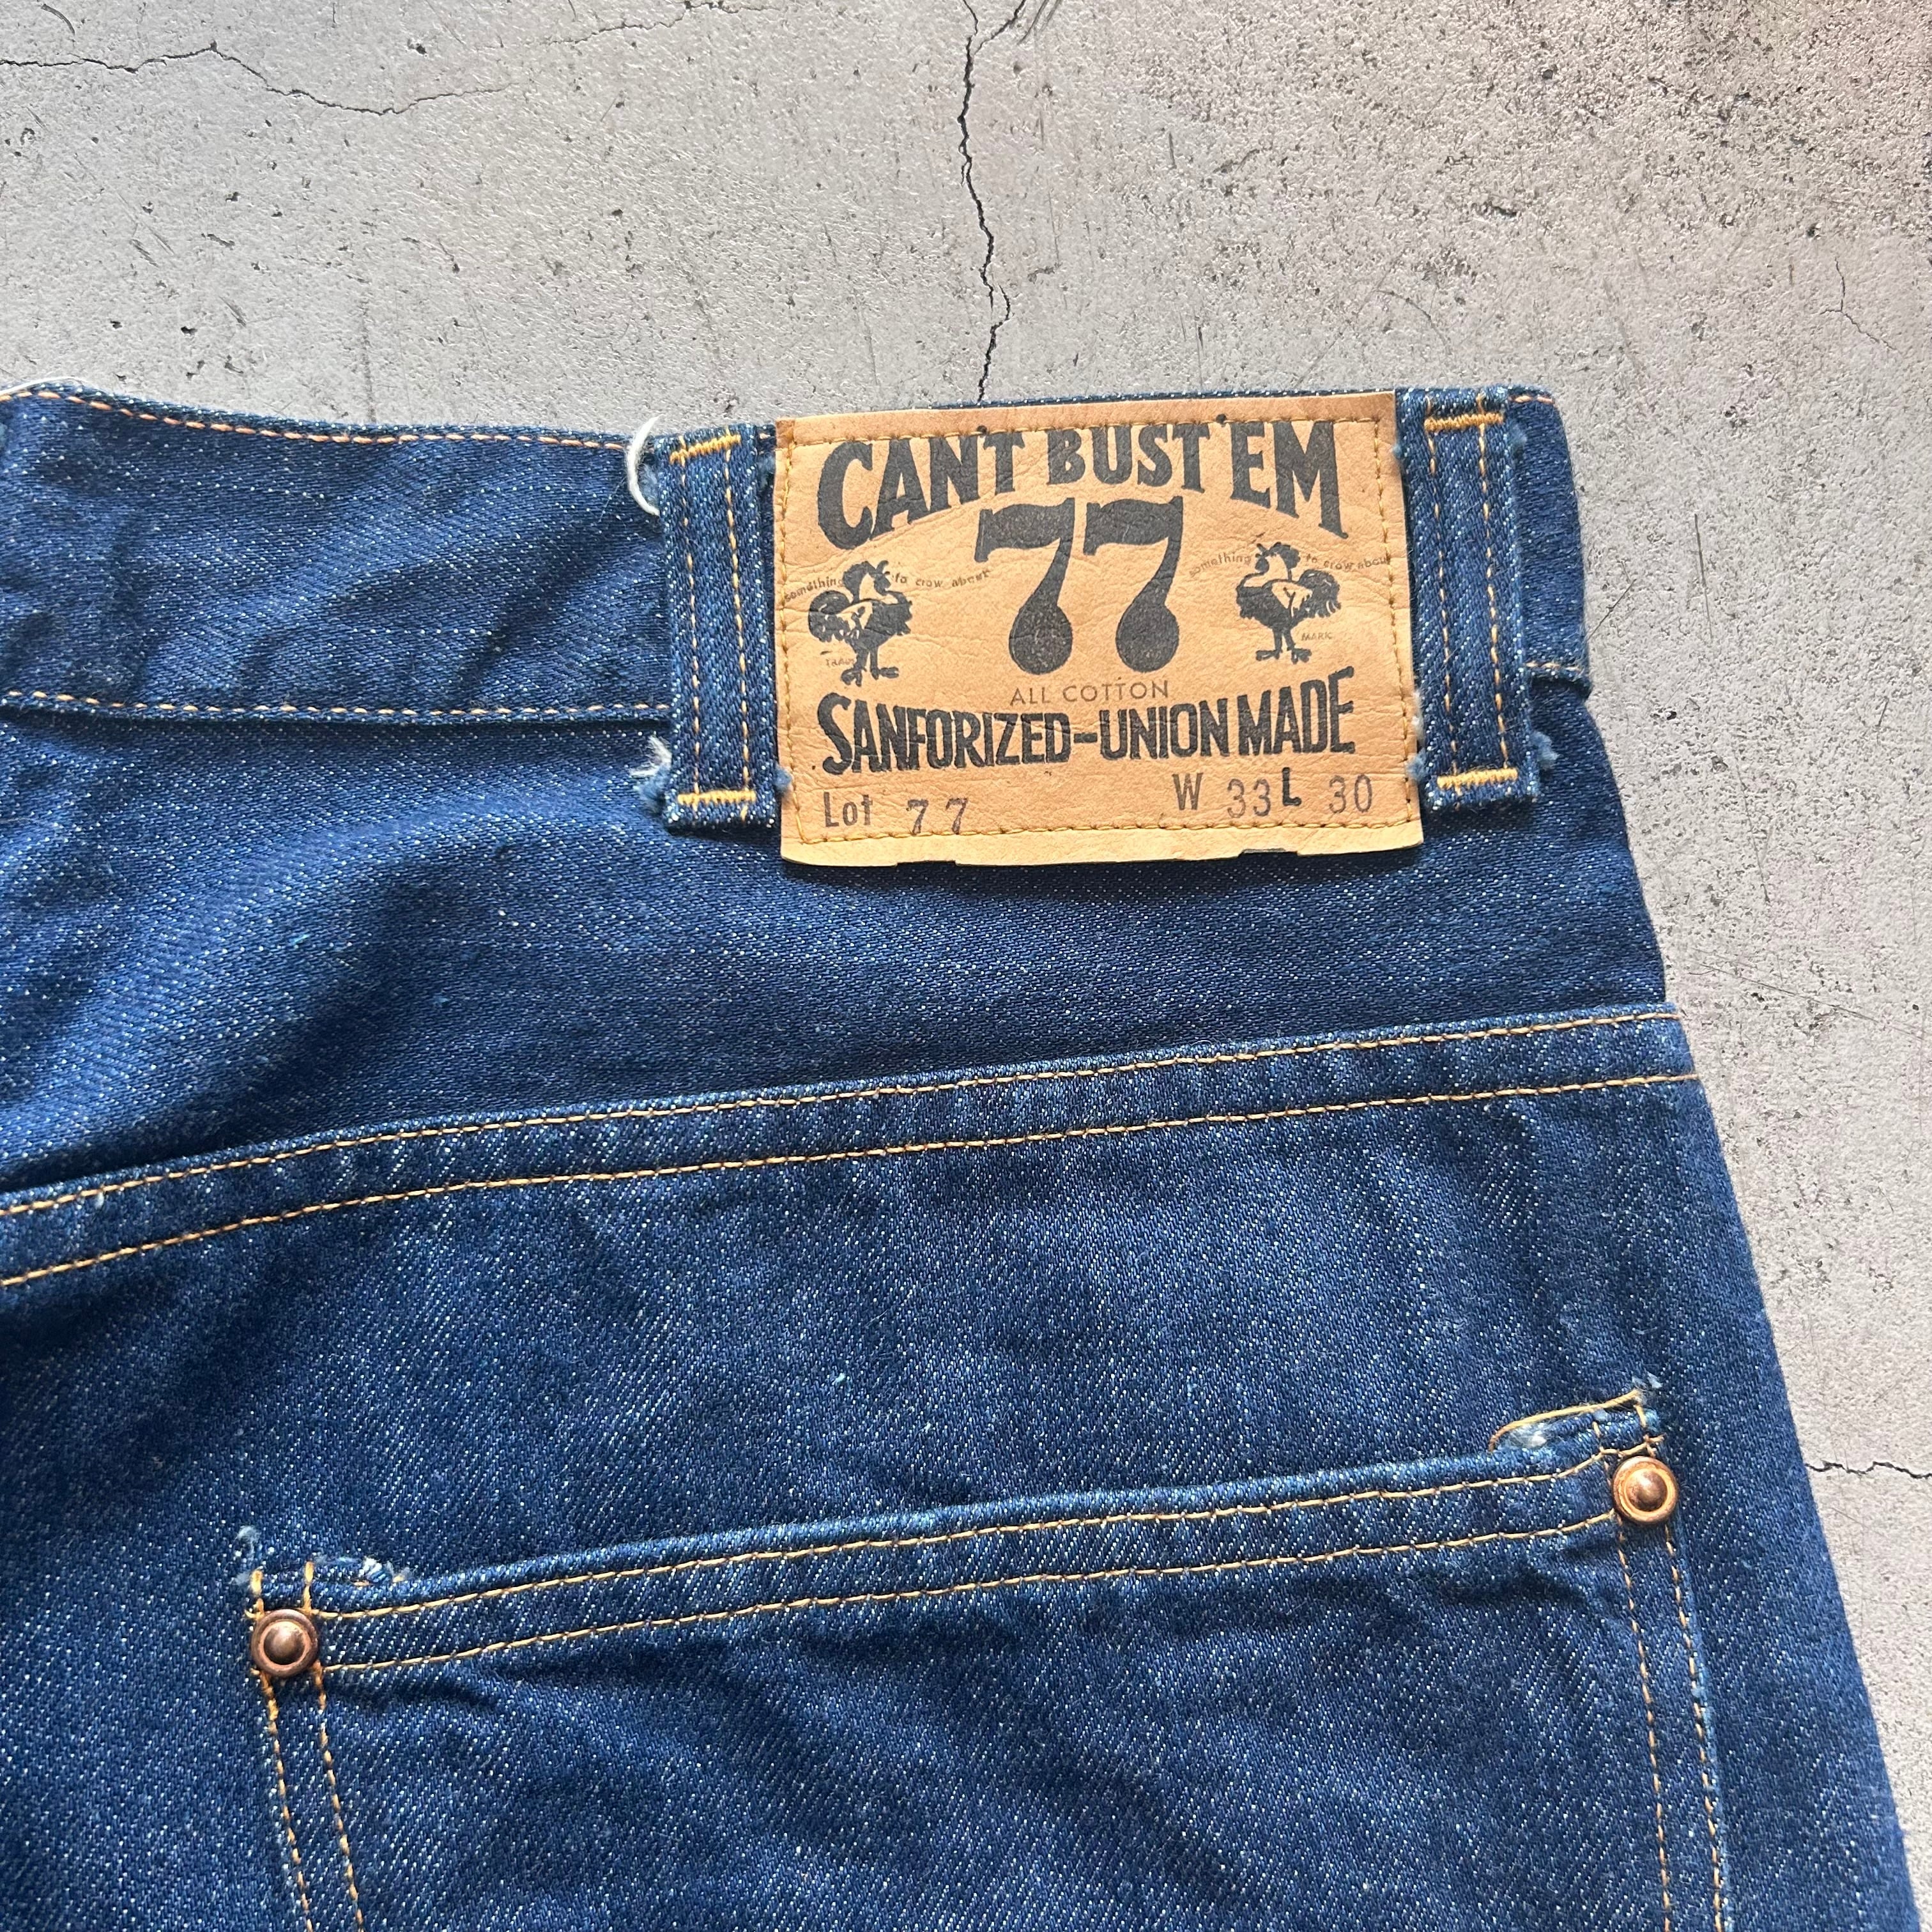 CANT BUST'EM
77
something to crow about
something to crow about
TRADE
MARK
ALL COTTON
SANFORIZED-UNION MADE
Lot 77 W 33 L 30